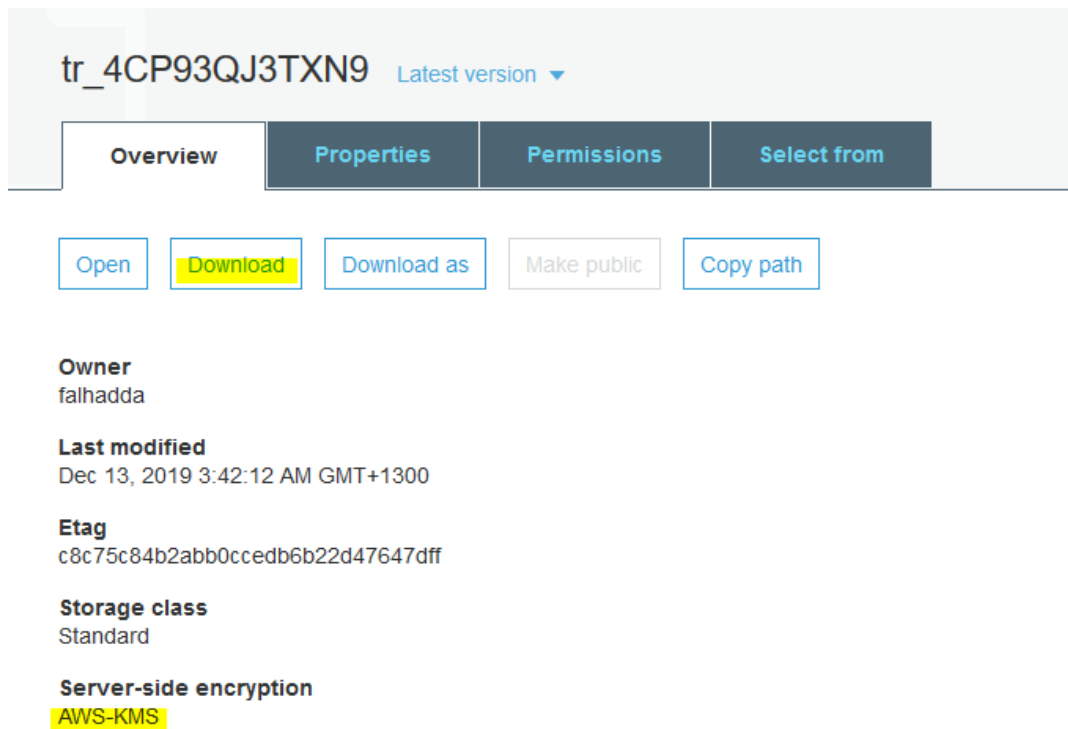 tr_4CP93QJ3TXN9 Latest version
Overview Properties Permissions Select from
Open Download Download as Make public Copy path
Owner
falhadda
Last modified
Dec 13, 2019 3:42:12 AM GMT+1300
Etag
c8c75c84b2abb0ccedb6b22d47647dff
Storage class
Standard
Server-side encryption
AWS-KMS